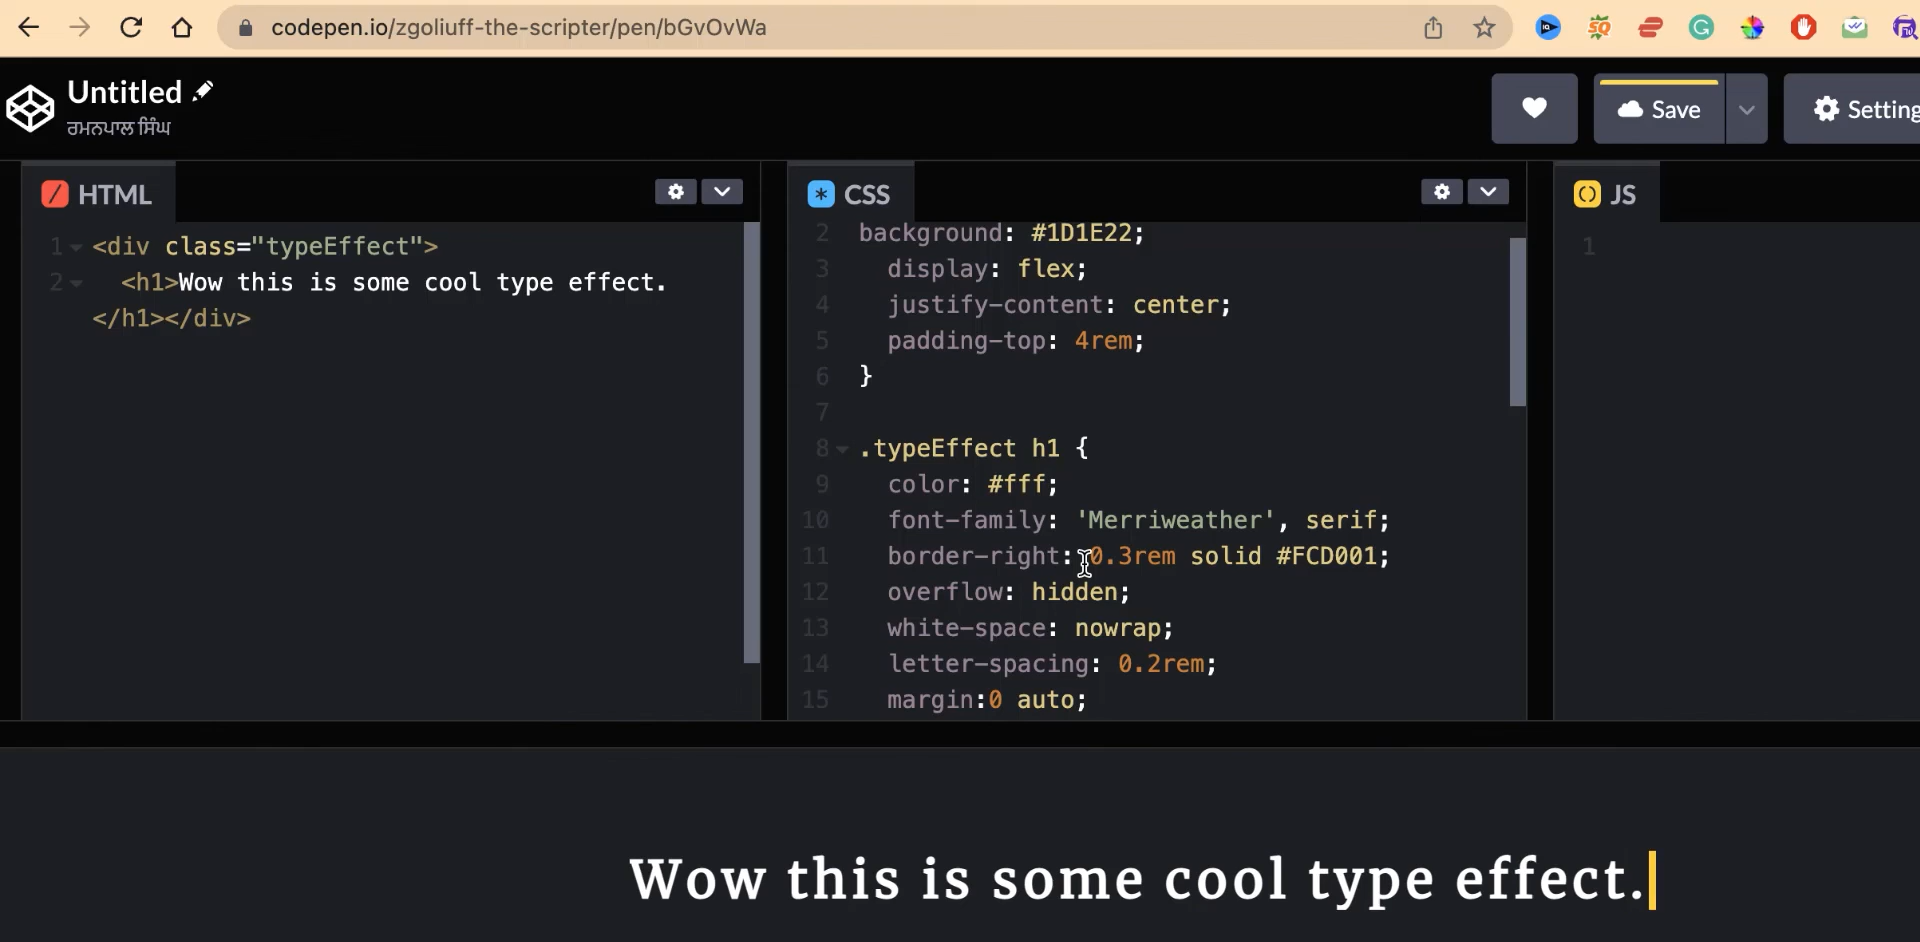 codepen.io/zgoliuff-the-scripter/pen/bGvOvWa
Untitled
ਰਮਨਪਾਲ ਸਿੰਘ
Save
Setting
HTML
CSS
JS
1 <div class="typeEffect">
2 <h1>Wow this is some cool type effect.
</h1></div>
2 background: #1D1E22;
3 display: flex;
4 justify-content: center;
5 padding-top: 4rem;
6 }
7
8 .typeEffect h1 {
9 color: #fff;
10 font-family: 'Merriweather', serif;
11 border-right: 0.3rem solid #FCD001;
12 overflow: hidden;
13 white-space: nowrap;
14 letter-spacing: 0.2rem;
15 margin:0 auto;
1
Wow this is some cool type effect.